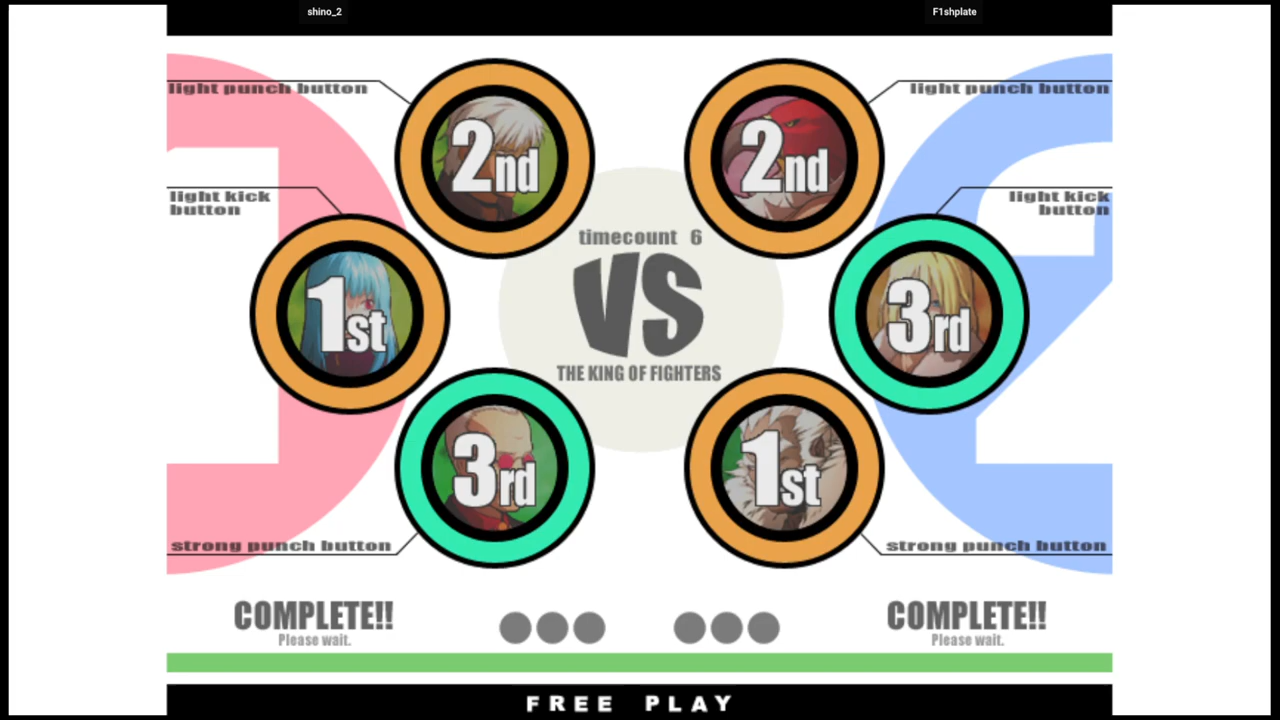 shino_2
F1shplate
light punch button
light punch button
2nd
2nd
light kick
button
light kick
button
timecount 6
VS
THE KING OF FIGHTERS
1st
3rd
3rd
1st
strong punch button
strong punch button
COMPLETE!!
Please wait.
COMPLETE!!
Please wait.
FREE PLAY